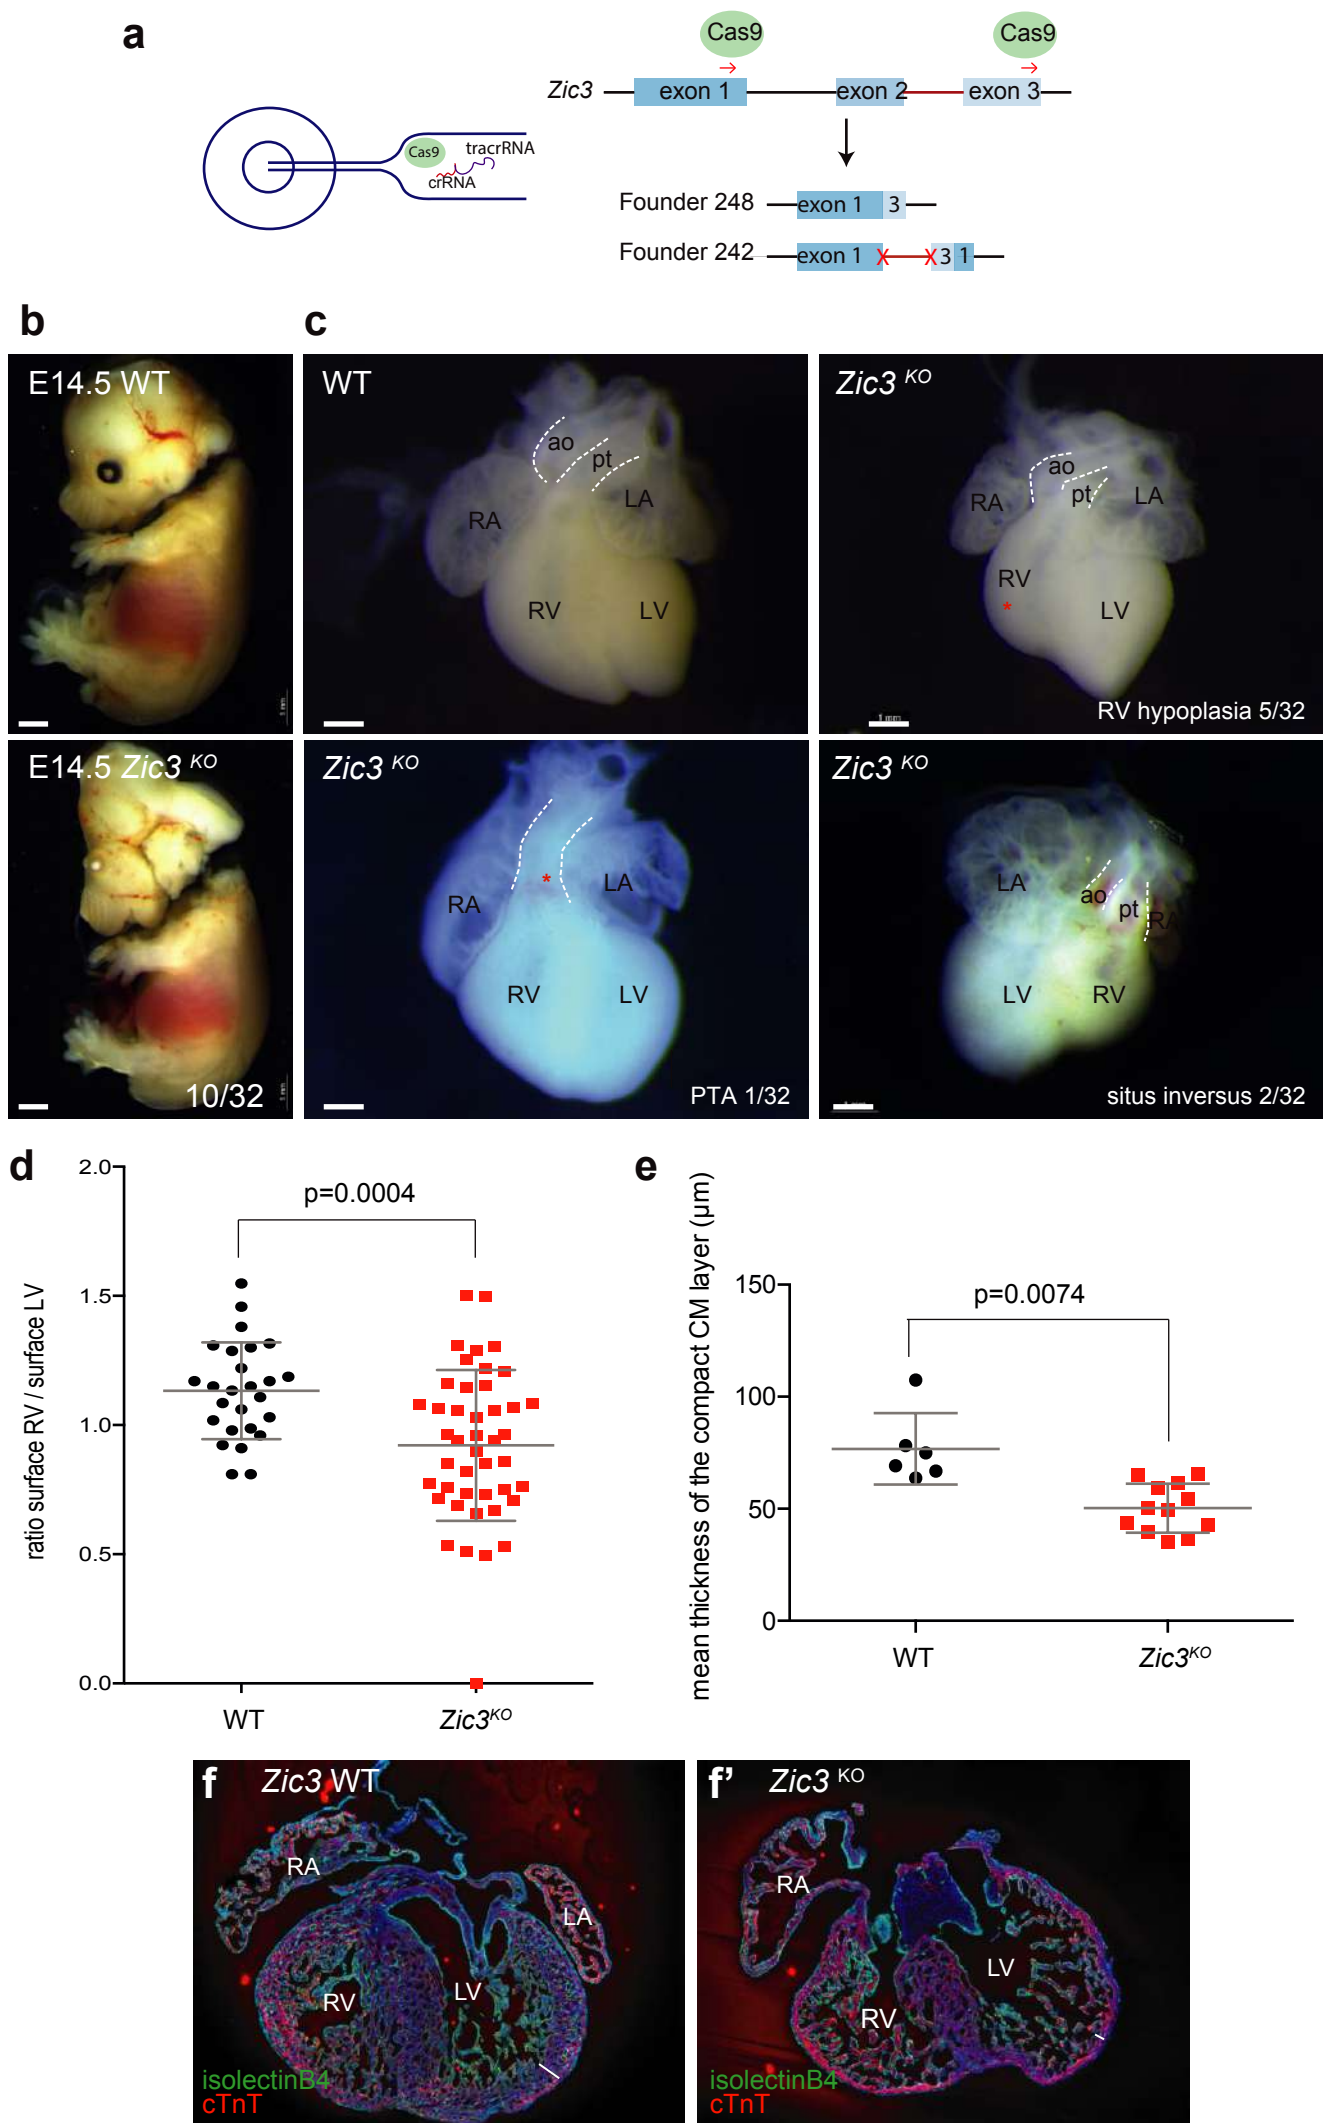 a
Cas9 Cas9
Zic3 exon 1 exon 2 exon 3
Cas9 tracrRNA
crRNA
Founder 248 exon 1 3
Founder 242 exon 1 X X 3 1
b c
E14.5 WT
1 mm
WT
ao
pt
RA LA
RV LV
Zic3 KO
ao
pt
RA LA
RV
*
LV
1 mm
RV hypoplasia 5/32
E14.5 Zic3 KO
10/32
1 mm
Zic3 KO
*
RA LA
RV LV
PTA 1/32
Zic3 KO
LA ao pt RA
LV RV
situs inversus 2/32
d
p=0.0004
ratio surface RV / surface LV
2.0
1.5
1.0
0.5
0.0
WT Zic3KO
e
p=0.0074
mean thickness of the compact CM layer (µm)
150
100
50
0
WT Zic3KO
f Zic3 WT
RA
LA
LV
RV
isolectinB4
cTnT
f' Zic3 KO
RA
LV
RV
isolectinB4
cTnT